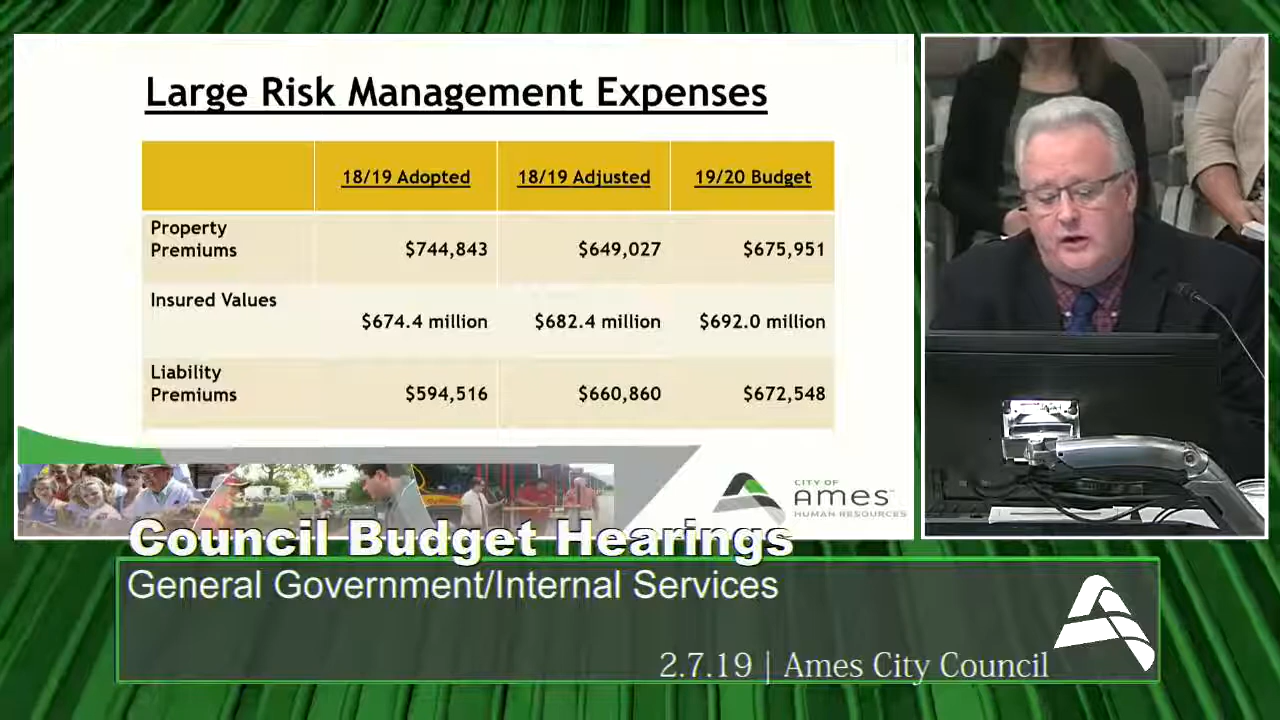 Large Risk Management Expenses
18/19 Adopted 18/19 Adjusted 19/20 Budget
Property
Premiums $744,843 $649,027 $675,951
Insured Values
$674.4 million $682.4 million $692.0 million
Liability
Premiums $594,516 $660,860 $672,548
CITY OF
AMES™
HUMAN RESOURCES
Council Budget Hearings
General Government/Internal Services
2.7.19 | Ames City Council